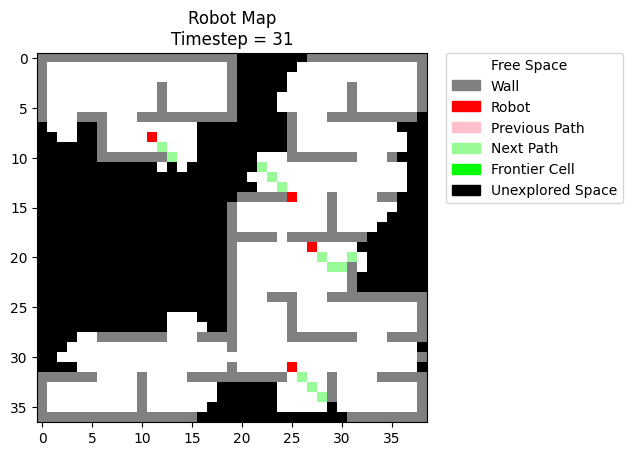 Robot Map
Timestep = 31
Free Space
Wall
Robot
Previous Path
Next Path
Frontier Cell
Unexplored Space
0
5
10
15
20
25
30
35
0
5
10
15
20
25
30
35